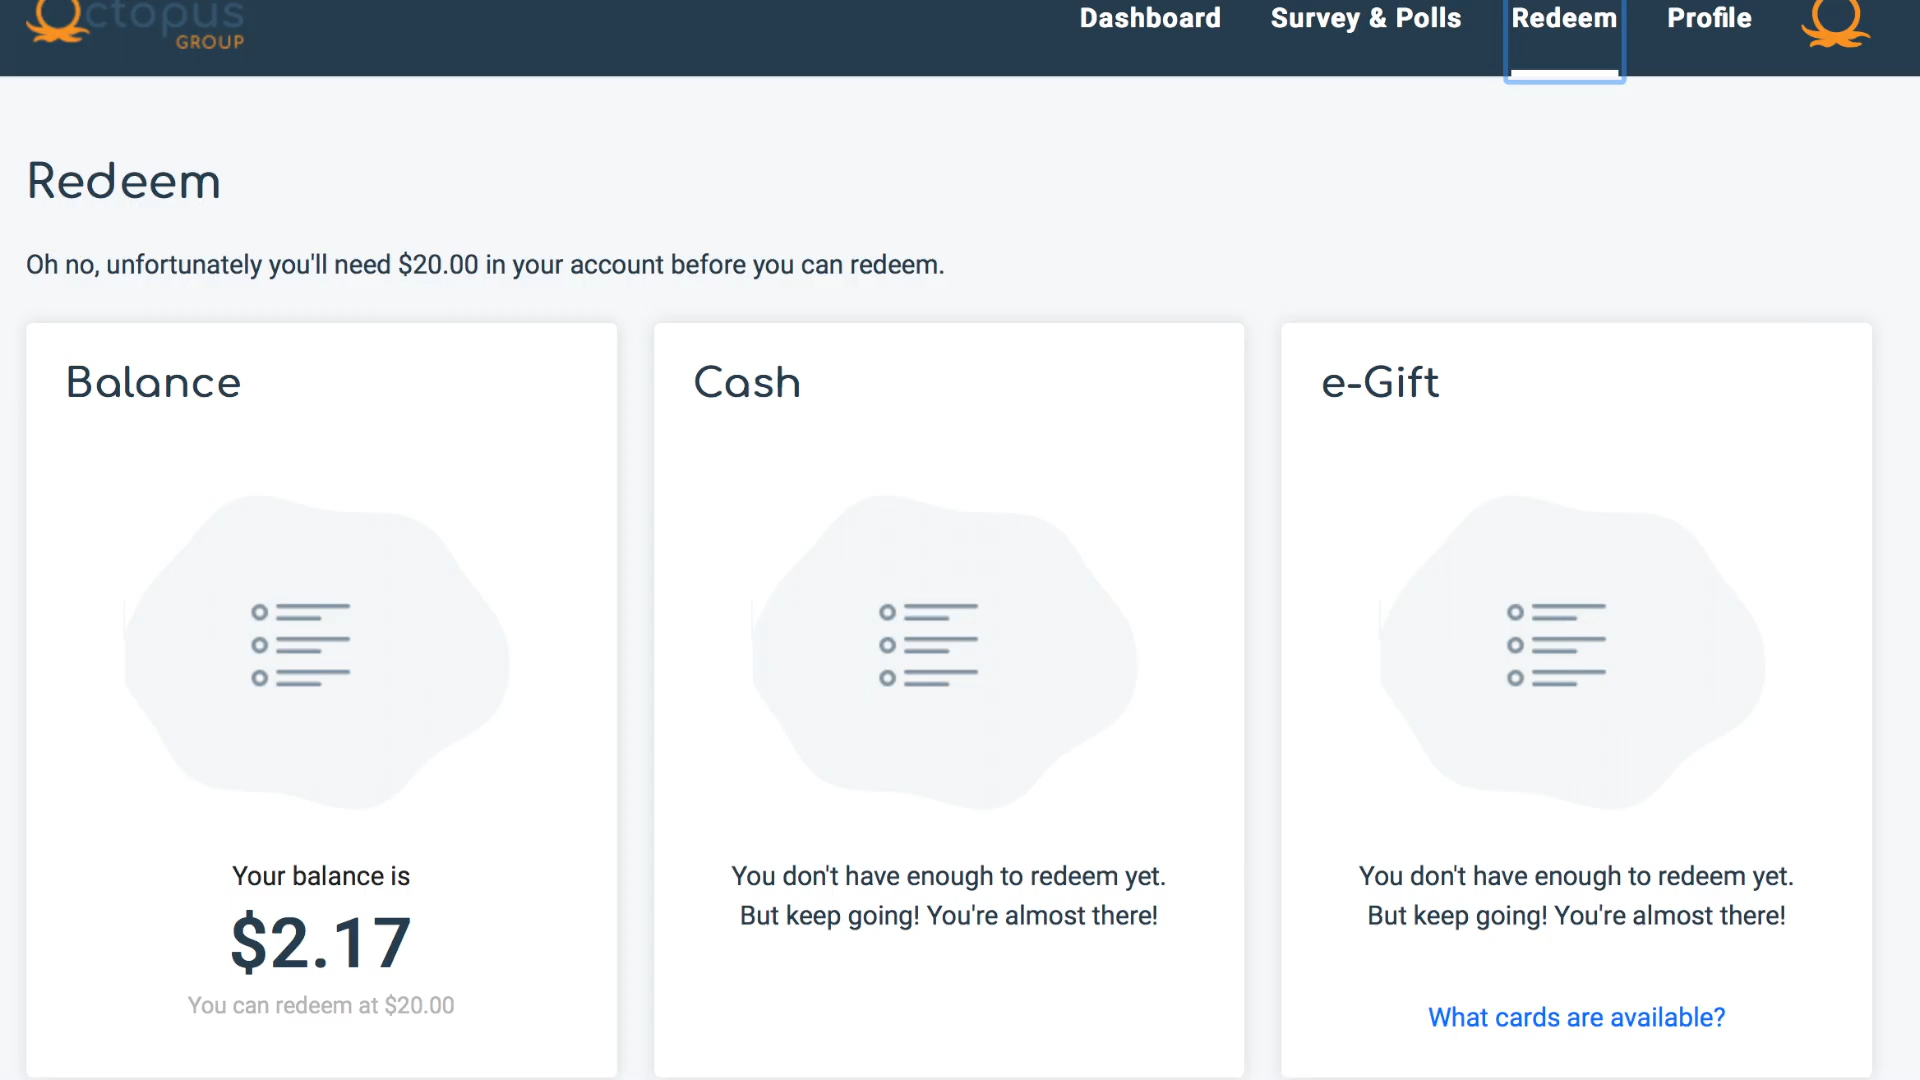 Octopus
GROUP
Dashboard
Survey & Polls
Redeem
Profile
Redeem
Oh no, unfortunately you'll need $20.00 in your account before you can redeem.
Balance
Your balance is
$2.17
You can redeem at $20.00
Cash
You don't have enough to redeem yet.
But keep going! You're almost there!
e-Gift
You don't have enough to redeem yet.
But keep going! You're almost there!
What cards are available?